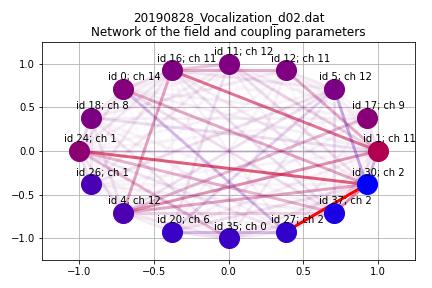 20190828_Vocalization_d02.dat
Network of the field and coupling parameters
id 11; ch 12
id 16; ch 11
id 12; ch 11
id 0; ch 14
id 5; ch 12
id 18; ch 8
id 17; ch 9
id 24; ch 1
id 1; ch 11
id 26; ch 1
id 30; ch 2
id 4; ch 12
id 37; ch 2
id 20; ch 6
id 35; ch 0
id 27; ch 2
1.0
0.5
0.0
−0.5
−1.0
−1.0
−0.5
0.0
0.5
1.0